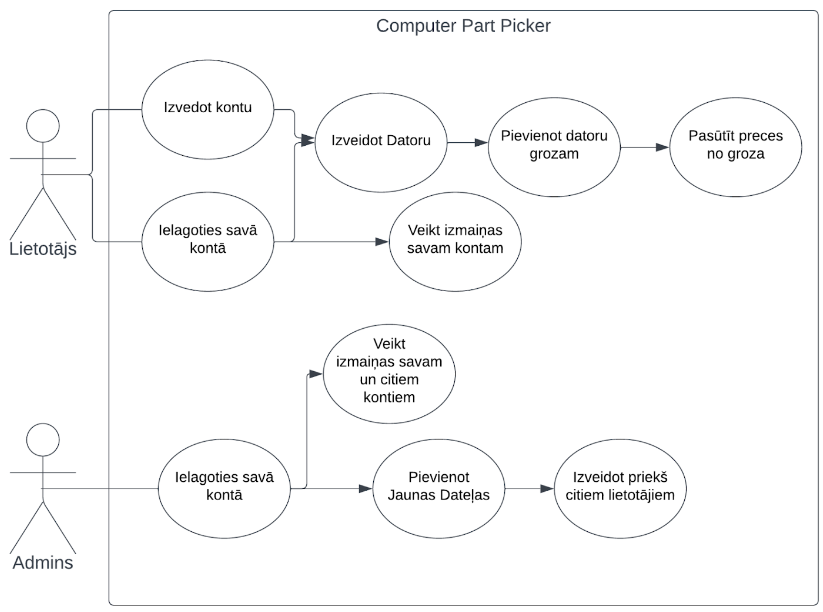 Computer Part Picker
Izvedot kontu
Izveidot Datoru
Pievienot datoru
grozam
Pasūtīt preces
no groza
Lietotājs
Ielagoties savā
kontā
Veikt izmaiņas
savam kontam
Veikt
izmaiņas savam
un citiem
kontiem
Admins
Ielagoties savā
kontā
Pievienot
Jaunas Dateļas
Izveidot priekš
citiem lietotājiem